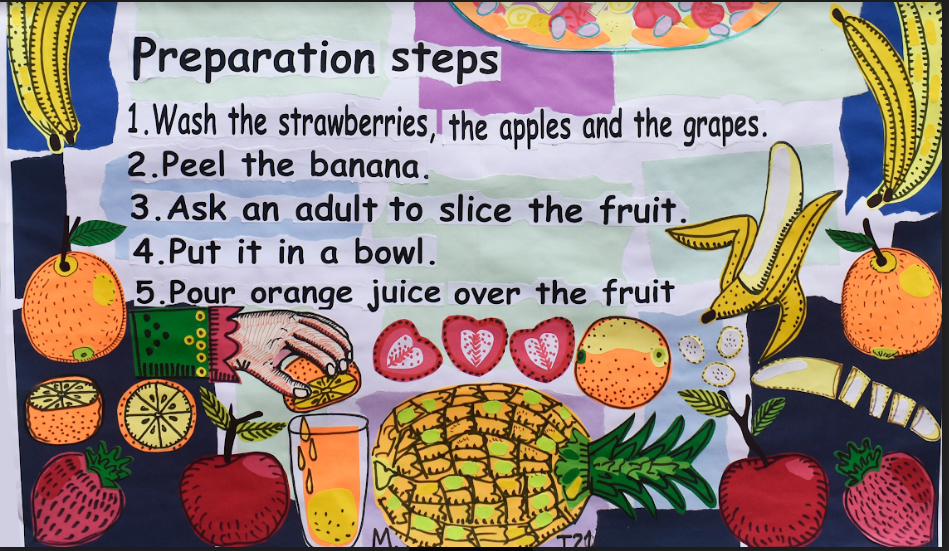 Preparation steps
1.Wash the strawberries, the apples and the grapes.
2.Peel the banana.
3.Ask an adult to slice the fruit.
4.Put it in a bowl.
5.Pour orange juice over the fruit